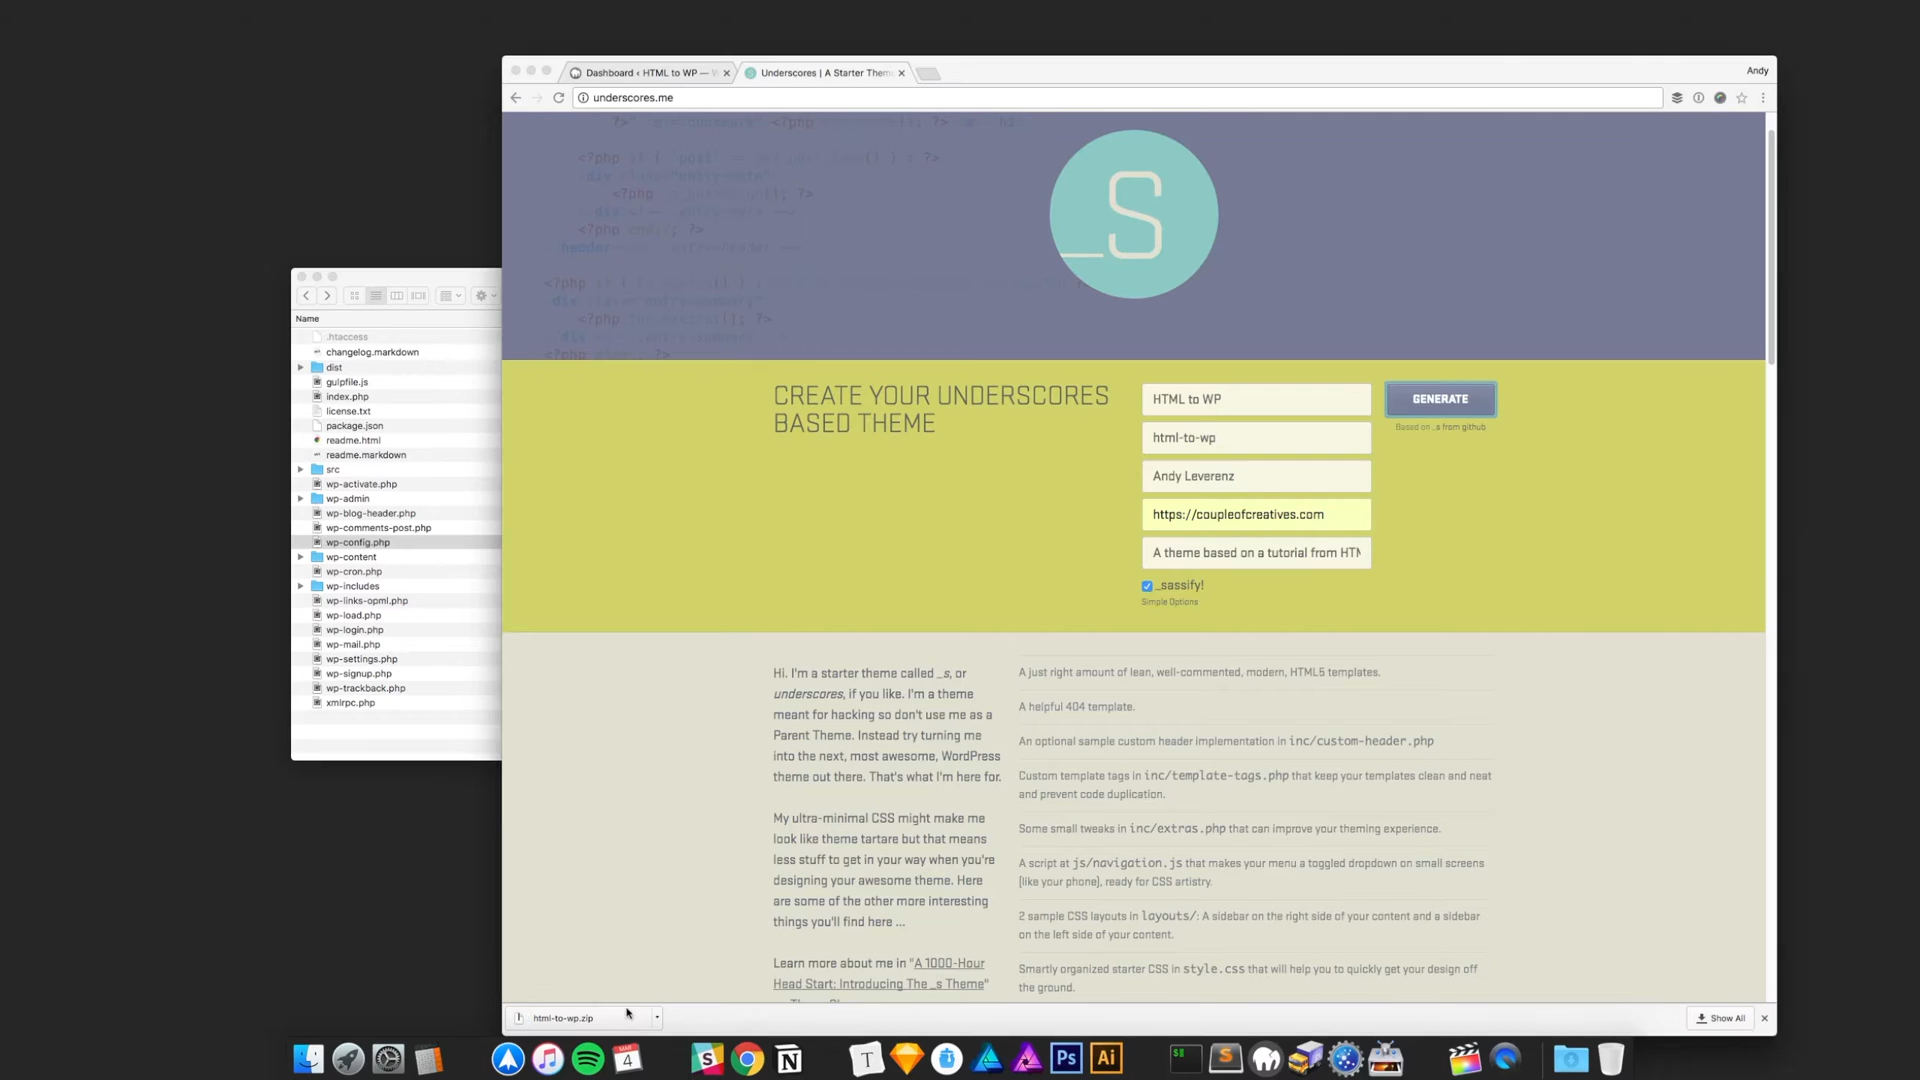 Dashboard ‹ HTML to WP —
Underscores | A Starter Them
Andy
underscores.me
_S
Name
.htaccess
changelog.markdown
dist
gulpfile.js
index.php
license.txt
package.json
readme.html
readme.markdown
src
wp-activate.php
wp-admin
wp-blog-header.php
wp-comments-post.php
wp-config.php
wp-content
wp-cron.php
wp-includes
wp-links-opml.php
wp-load.php
wp-login.php
wp-mail.php
wp-settings.php
wp-signup.php
wp-trackback.php
xmlrpc.php
CREATE YOUR UNDERSCORES
BASED THEME
HTML to WP
html-to-wp
Andy Leverenz
https://coupleofcreatives.com
A theme based on a tutorial from HTM
_sassify!
Simple Options
GENERATE
Based on _s from github
Hi. I'm a starter theme called _s, or
underscores, if you like. I'm a theme
meant for hacking so don't use me as a
Parent Theme. Instead try turning me
into the next, most awesome, WordPress
theme out there. That's what I'm here for.
My ultra-minimal CSS might make me
look like theme tartare but that means
less stuff to get in your way when you're
designing your awesome theme. Here
are some of the other more interesting
things you'll find here ...
Learn more about me in "A 1000-Hour
Head Start: Introducing The _s Theme"
A just right amount of lean, well-commented, modern, HTML5 templates.
A helpful 404 template.
An optional sample custom header implementation in inc/custom-header.php
Custom template tags in inc/template-tags.php that keep your templates clean and neat
and prevent code duplication.
Some small tweaks in inc/extras.php that can improve your theming experience.
A script at js/navigation.js that makes your menu a toggled dropdown on small screens
(like your phone), ready for CSS artistry.
2 sample CSS layouts in layouts/: A sidebar on the right side of your content and a sidebar
on the left side of your content.
Smartly organized starter CSS in style.css that will help you to quickly get your design off
the ground.
html-to-wp.zip
Show All
MAR
4
S
N
T
Ps
Ai
$
S